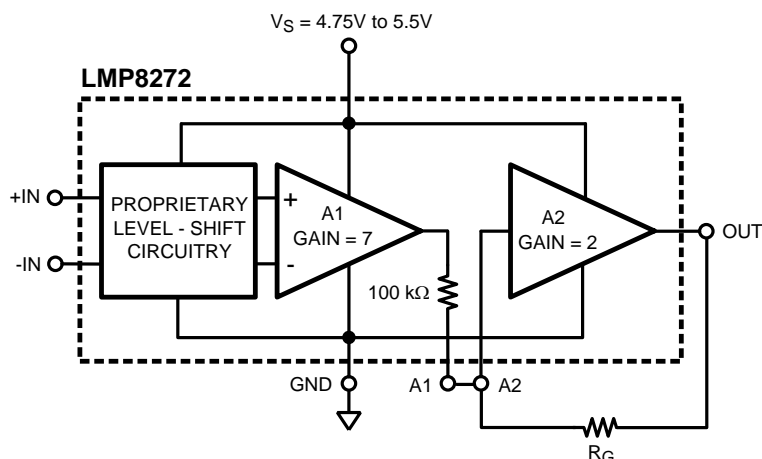 V_S = 4.75V to 5.5V
LMP8272
+IN
-IN
PROPRIETARY
LEVEL - SHIFT
CIRCUITRY
+
-
A1
GAIN = 7
A2
GAIN = 2
OUT
100 kΩ
GND
A1
A2
R_G